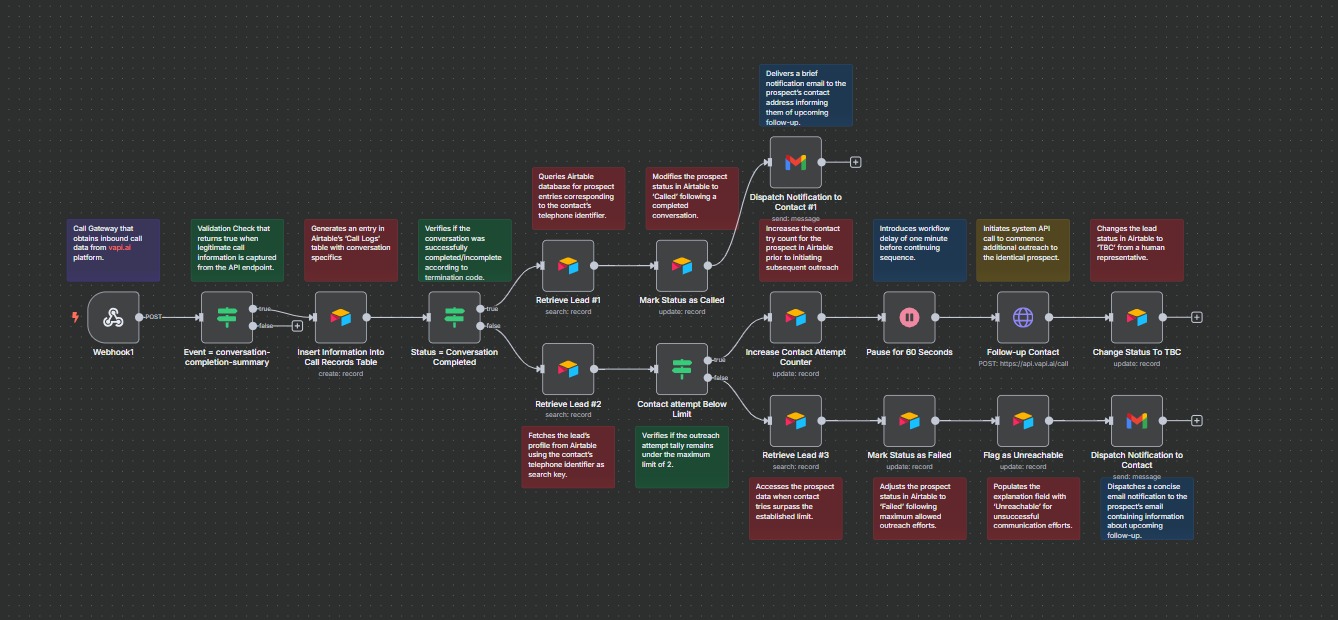 Delivers a brief
notification email to the
prospect's contact
address informing
them of upcoming
follow-up.
Dispatch Notification to
Contact #1
send: message
Queries Airtable
database for prospect
entries corresponding
to the contact's
telephone identifier.
Modifies the prospect
status in Airtable to
'Called' following a
completed
conversation.
Retrieve Lead #1
search: record
Mark Status as Called
update: record
Call Gateway that
obtains inbound call
data from vapi.ai
platform.
Validation Check that
returns true when
legitimate call
information is captured
from the API endpoint.
Generates an entry in
Airtable's 'Call Logs'
table with conversation
specifics
Verifies if the
conversation was
successfully
completed/incomplete
according to
termination code.
Increases the contact
try count for the
prospect in Airtable
prior to initiating
subsequent outreach
Introduces workflow
delay of one minute
before continuing
sequence.
Initiates system API
call to commence
additional outreach to
the identical prospect.
Changes the lead
status in Airtable to
'TBC' from a human
representative.
POST
true
false
true
false
Webhook1
Event = conversation-
completion-summary
Insert Information Into
Call Records Table
create: record
Status = Conversation
Completed
Increase Contact Attempt
Counter
update: record
Pause for 60 Seconds
Follow-up Contact
POST: https://api.vapi.ai/call
Change Status To TBC
update: record
true
false
Retrieve Lead #2
search: record
Contact attempt Below
Limit
Fetches the lead's
profile from Airtable
using the contact's
telephone identifier as
search key.
Verifies if the outreach
attempt tally remains
under the maximum
limit of 2.
Retrieve Lead #3
search: record
Mark Status as Failed
update: record
Flag as Unreachable
update: record
Dispatch Notification to
Contact
send: message
Accesses the prospect
data when contact
tries surpass the
established limit.
Adjusts the prospect
status in Airtable to
'Failed' following
maximum allowed
outreach efforts.
Populates the
explanation field with
'Unreachable' for
unsuccessful
communication efforts.
Dispatches a concise
email notification to the
prospect's email
containing information
about upcoming
follow-up.